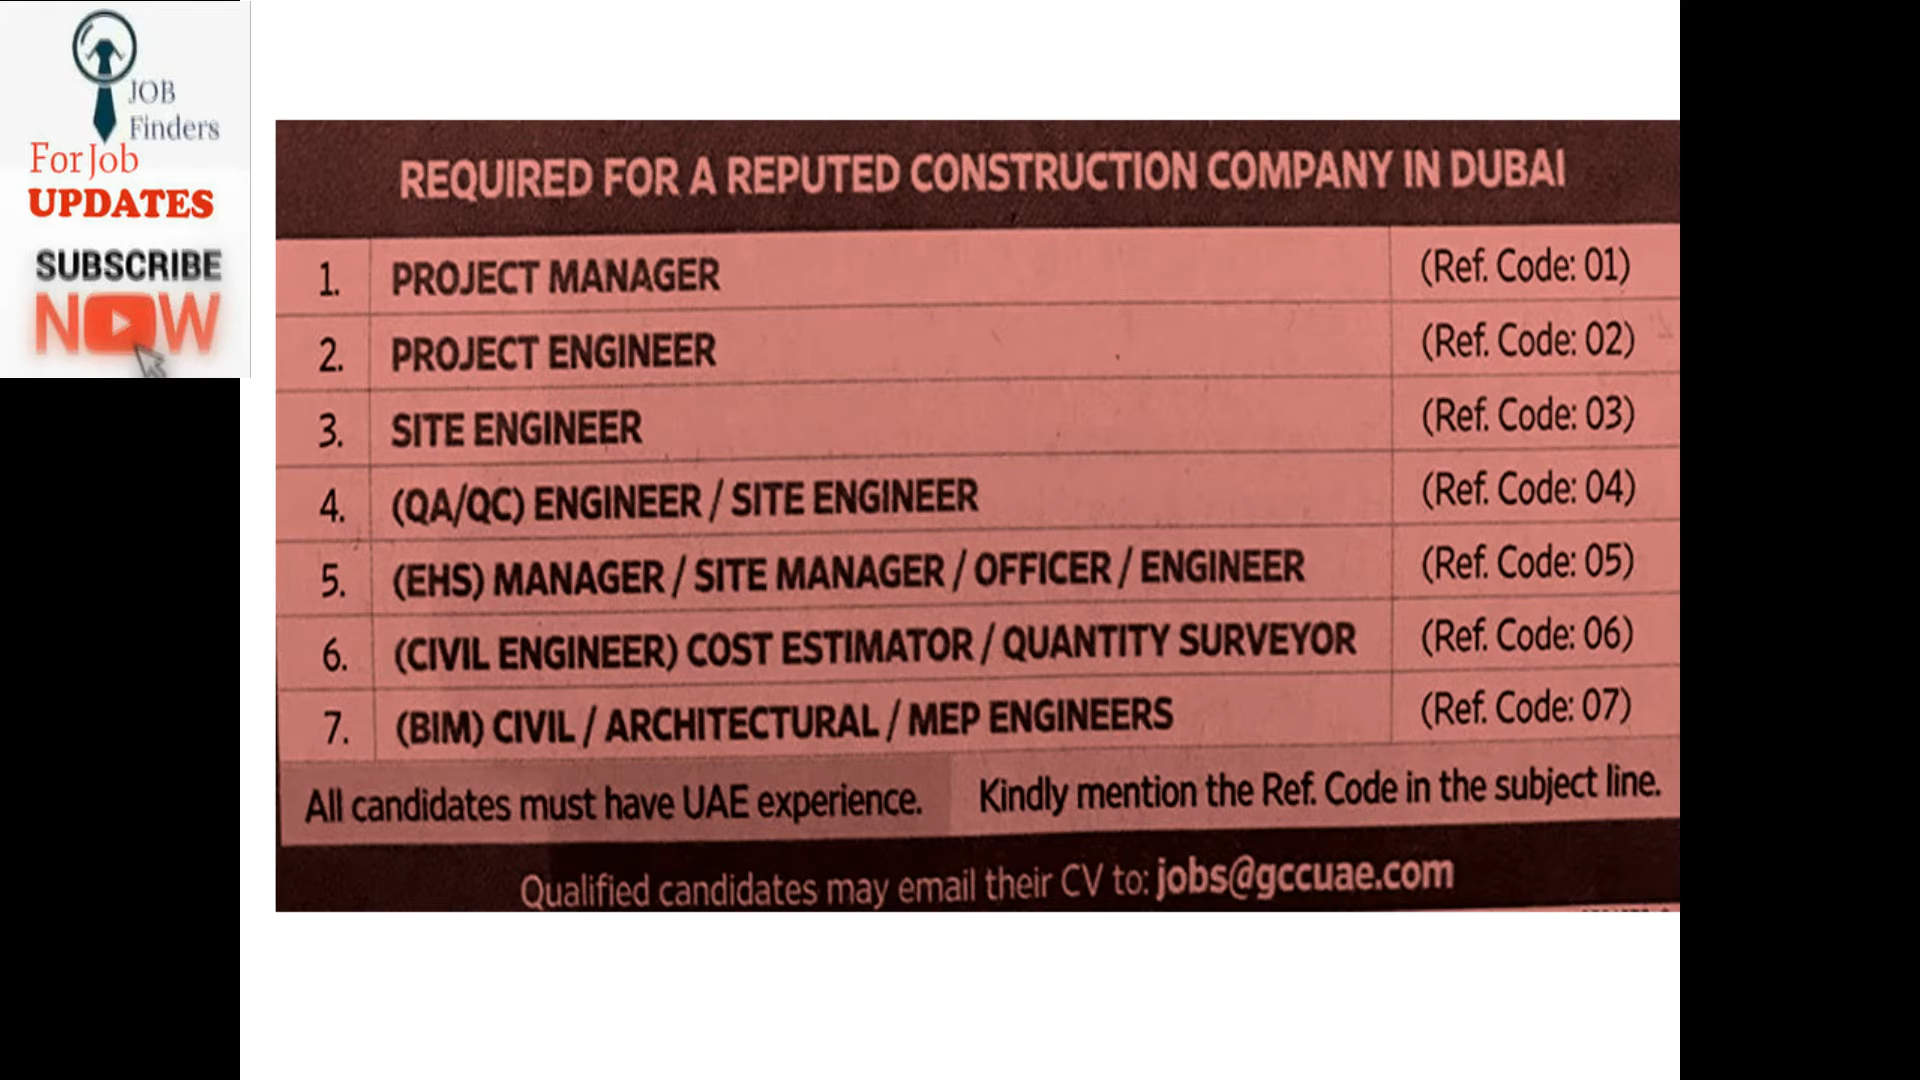 JOB
Finders
For Job
UPDATES
SUBSCRIBE
NOW
REQUIRED FOR A REPUTED CONSTRUCTION COMPANY IN DUBAI
1. PROJECT MANAGER (Ref. Code: 01)
2. PROJECT ENGINEER (Ref. Code: 02)
3. SITE ENGINEER (Ref. Code: 03)
4. (QA/QC) ENGINEER / SITE ENGINEER (Ref. Code: 04)
5. (EHS) MANAGER / SITE MANAGER / OFFICER / ENGINEER (Ref. Code: 05)
6. (CIVIL ENGINEER) COST ESTIMATOR / QUANTITY SURVEYOR (Ref. Code: 06)
7. (BIM) CIVIL / ARCHITECTURAL / MEP ENGINEERS (Ref. Code: 07)
All candidates must have UAE experience. Kindly mention the Ref. Code in the subject line.
Qualified candidates may email their CV to: jobs@gccuae.com